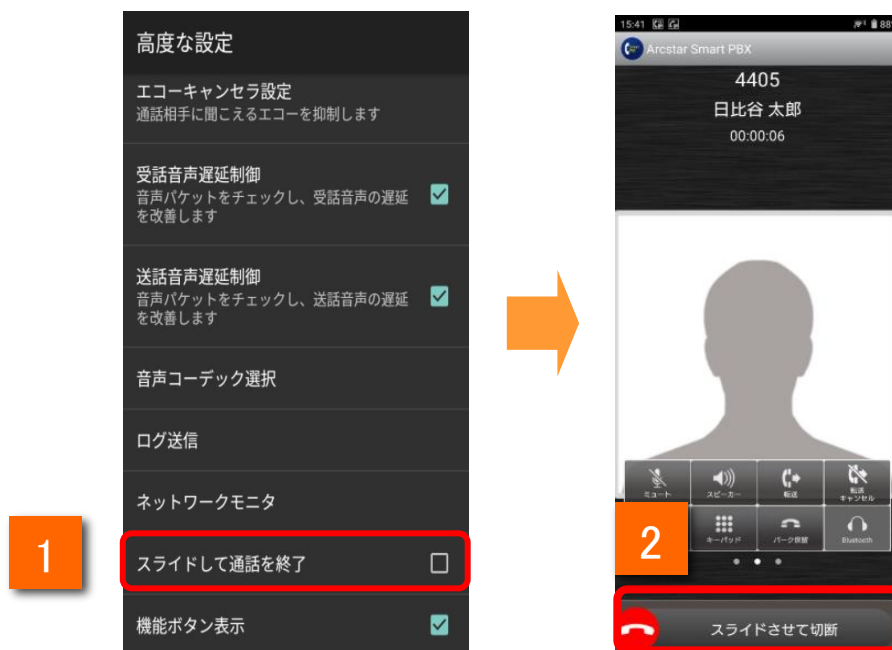 高度な設定
エコーキャンセラ設定
通話相手に聞こえるエコーを抑制します
受話音声遅延制御
音声パケットをチェックし、受話音声の遅延
を改善します
送話音声遅延制御
音声パケットをチェックし、送話音声の遅延
を改善します
音声コーデック選択
ログ送信
ネットワークモニタ
1
スライドして通話を終了
機能ボタン表示
15:41
88%
Arcstar Smart PBX
4405
日比谷 太郎
00:00:06
ミュート
スピーカー
転送
転送
キャンセル
2
キーパッド
パーク保留
Bluetooth
スライドさせて切断